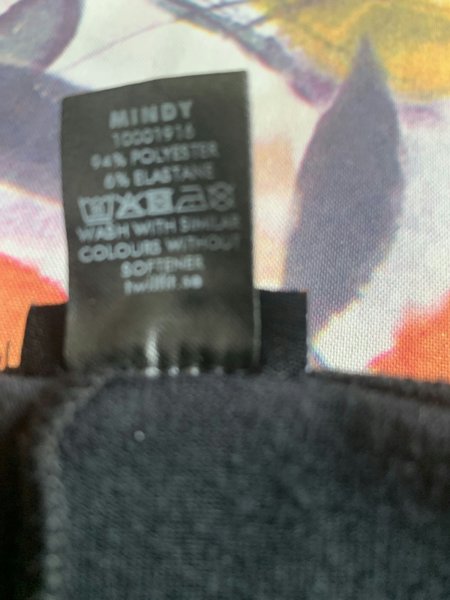 MINDY
10001916
94% POLYESTER
6% ELASTANE
WASH WITH SIMILAR
COLOURS WITHOUT
SOFTENER
twilfit.se